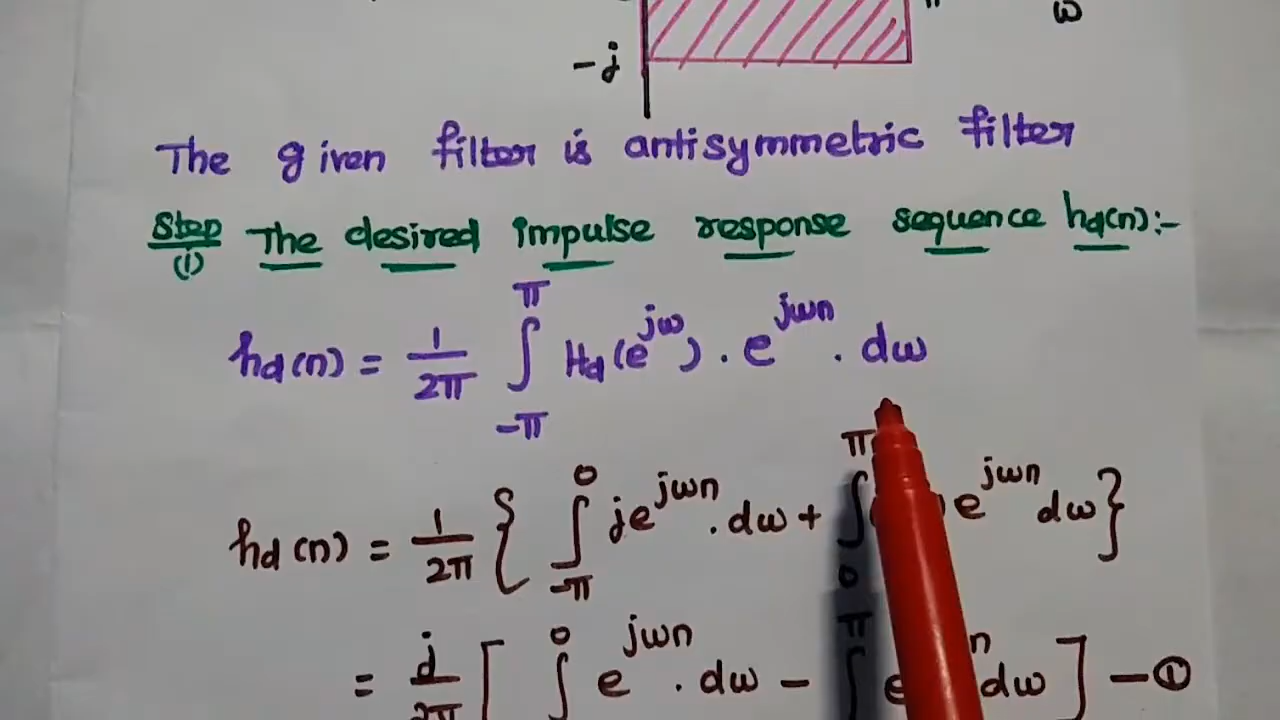 -j ω
The given filter is antisymmetric filter
Step (1) The desired impulse response sequence hd(n):-
hd(n) = 1/2π ∫_{-π}^{π} Hd(e^{jω}) . e^{jωn} . dω
hd(n) = 1/2π { ∫_{-π}^{0} je^{jωn} . dω + ∫_{0}^{π} e^{jωn} dω }
= j/2π [ ∫^{0} e^{jωn} . dω - ∫^{π} e^{n} dω ] - ①